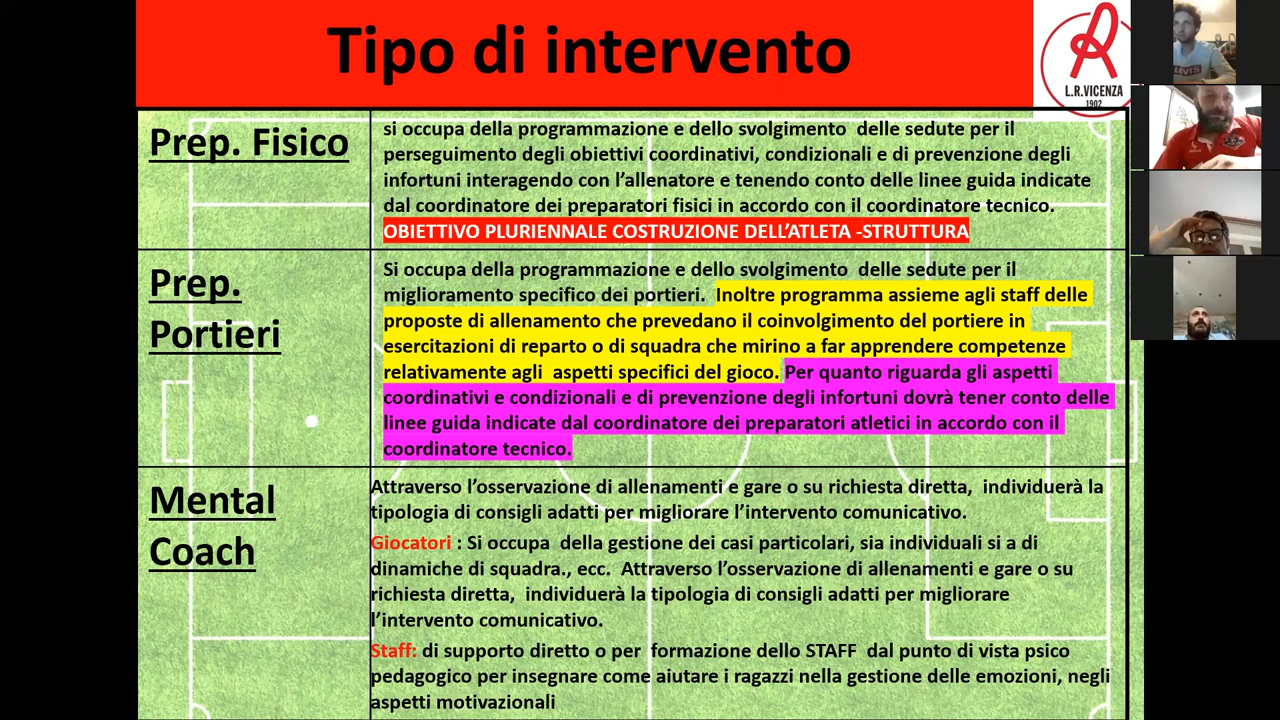 Tipo di intervento
L.R.VICENZA
1902
LEVI'S
Prep. Fisico
si occupa della programmazione e dello svolgimento delle sedute per il
perseguimento degli obiettivi coordinativi, condizionali e di prevenzione degli
infortuni interagendo con l'allenatore e tenendo conto delle linee guida indicate
dal coordinatore dei preparatori fisici in accordo con il coordinatore tecnico.
OBIETTIVO PLURIENNALE COSTRUZIONE DELL'ATLETA -STRUTTURA
Prep.
Portieri
Si occupa della programmazione e dello svolgimento delle sedute per il
miglioramento specifico dei portieri. Inoltre programma assieme agli staff delle
proposte di allenamento che prevedano il coinvolgimento del portiere in
esercitazioni di reparto o di squadra che mirino a far apprendere competenze
relativamente agli aspetti specifici del gioco. Per quanto riguarda gli aspetti
coordinativi e condizionali e di prevenzione degli infortuni dovrà tener conto delle
linee guida indicate dal coordinatore dei preparatori atletici in accordo con il
coordinatore tecnico.
Mental
Coach
Attraverso l'osservazione di allenamenti e gare o su richiesta diretta, individuerà la
tipologia di consigli adatti per migliorare l'intervento comunicativo.
Giocatori : Si occupa della gestione dei casi particolari, sia individuali si a di
dinamiche di squadra., ecc. Attraverso l'osservazione di allenamenti e gare o su
richiesta diretta, individuerà la tipologia di consigli adatti per migliorare
l'intervento comunicativo.
Staff: di supporto diretto o per formazione dello STAFF dal punto di vista psico
pedagogico per insegnare come aiutare i ragazzi nella gestione delle emozioni, negli
aspetti motivazionali